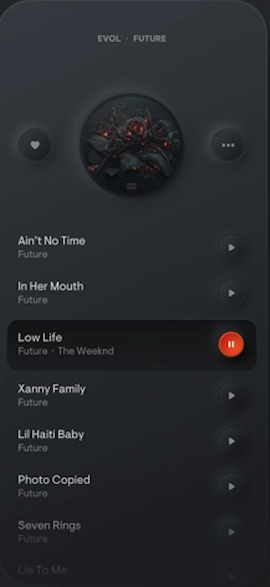 EVOL · FUTURE
Ain't No Time
Future
In Her Mouth
Future
Low Life
Future · The Weeknd
Xanny Family
Future
Lil Haiti Baby
Future
Photo Copied
Future
Seven Rings
Future
Lie To Me